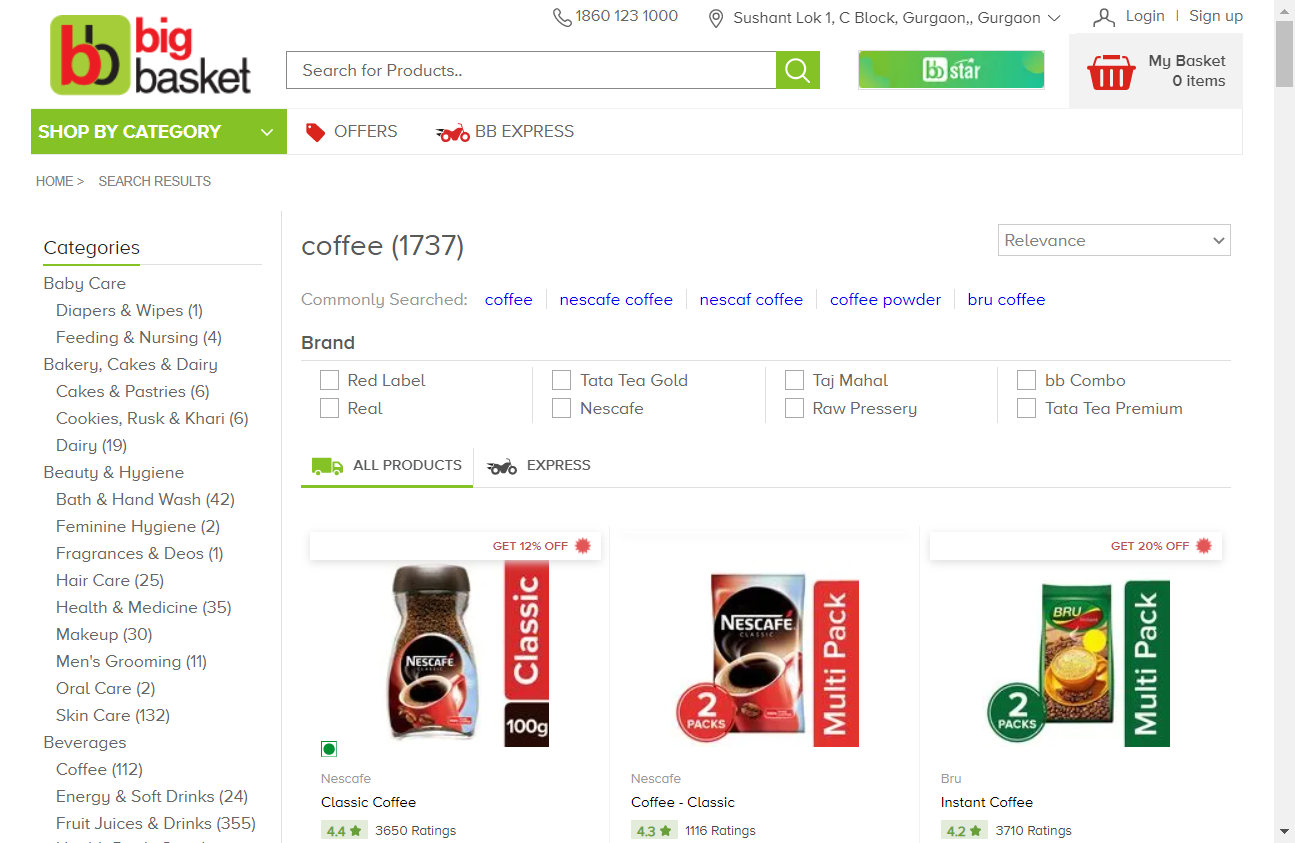 1860 123 1000
Sushant Lok 1, C Block, Gurgaon,, Gurgaon
Login | Sign up
bb big basket
Search for Products..
bb star
My Basket
0 items
SHOP BY CATEGORY
OFFERS
BB EXPRESS
HOME > SEARCH RESULTS
Categories
Baby Care
Diapers & Wipes (1)
Feeding & Nursing (4)
Bakery, Cakes & Dairy
Cakes & Pastries (6)
Cookies, Rusk & Khari (6)
Dairy (19)
Beauty & Hygiene
Bath & Hand Wash (42)
Feminine Hygiene (2)
Fragrances & Deos (1)
Hair Care (25)
Health & Medicine (35)
Makeup (30)
Men's Grooming (11)
Oral Care (2)
Skin Care (132)
Beverages
Coffee (112)
Energy & Soft Drinks (24)
Fruit Juices & Drinks (355)
coffee (1737)
Relevance
Commonly Searched: coffee nescafe coffee nescaf coffee coffee powder bru coffee
Brand
Red Label Tata Tea Gold Taj Mahal bb Combo
Real Nescafe Raw Pressery Tata Tea Premium
ALL PRODUCTS EXPRESS
GET 12% OFF
NESCAFÉ
Classic
100g
Nescafe
Classic Coffee
4.4 ★ 3650 Ratings
NESCAFÉ
CLASSIC
2
PACKS
Multi Pack
Nescafe
Coffee - Classic
4.3 ★ 1116 Ratings
GET 20% OFF
BRU
Instant
2
PACKS
Multi Pack
Bru
Instant Coffee
4.2 ★ 3710 Ratings